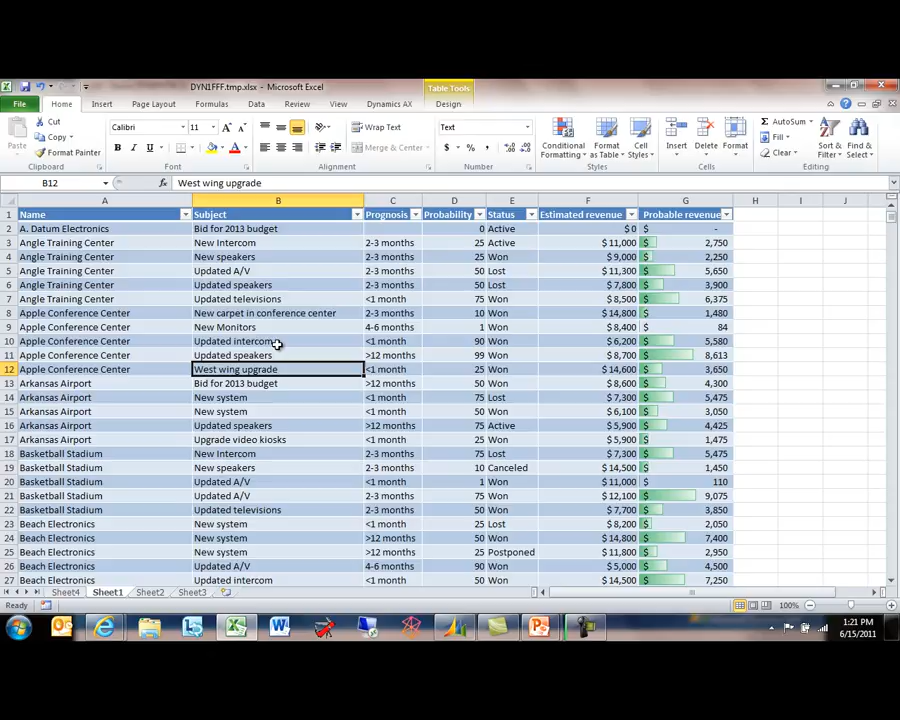 DYN1FFF.tmp.xlsx - Microsoft Excel
Table Tools
File Home Insert Page Layout Formulas Data Review View Dynamics AX Design
Paste
Cut
Copy
Format Painter
Clipboard
Calibri 11
B I U
Font
Wrap Text
Merge & Center
Alignment
Text
$ % ,
Number
Conditional Formatting
Format as Table
Cell Styles
Styles
Insert
Delete
Format
Cells
AutoSum
Fill
Clear
Sort & Filter
Find & Select
Editing
B12 fx West wing upgrade
A B C D E F G H I J
1 Name Subject Prognosis Probability Status Estimated revenue Probable revenue
2 A. Datum Electronics Bid for 2013 budget 0 Active $ 0 $ -
3 Angle Training Center New Intercom 2-3 months 25 Active $ 11,000 $ 2,750
4 Angle Training Center New speakers 2-3 months 25 Won $ 9,000 $ 2,250
5 Angle Training Center Updated A/V 2-3 months 50 Lost $ 11,300 $ 5,650
6 Angle Training Center Updated speakers 2-3 months 50 Lost $ 7,800 $ 3,900
7 Angle Training Center Updated televisions <1 month 75 Won $ 8,500 $ 6,375
8 Apple Conference Center New carpet in conference center 2-3 months 10 Won $ 14,800 $ 1,480
9 Apple Conference Center New Monitors 4-6 months 1 Won $ 8,400 $ 84
10 Apple Conference Center Updated intercom <1 month 90 Won $ 6,200 $ 5,580
11 Apple Conference Center Updated speakers >12 months 99 Won $ 8,700 $ 8,613
12 Apple Conference Center West wing upgrade <1 month 25 Won $ 14,600 $ 3,650
13 Arkansas Airport Bid for 2013 budget >12 months 50 Won $ 8,600 $ 4,300
14 Arkansas Airport New system <1 month 75 Lost $ 7,300 $ 5,475
15 Arkansas Airport New system <1 month 50 Won $ 6,100 $ 3,050
16 Arkansas Airport Updated speakers >12 months 75 Active $ 5,900 $ 4,425
17 Arkansas Airport Upgrade video kiosks <1 month 25 Won $ 5,900 $ 1,475
18 Basketball Stadium New Intercom 2-3 months 75 Lost $ 7,300 $ 5,475
19 Basketball Stadium New speakers 2-3 months 10 Canceled $ 14,500 $ 1,450
20 Basketball Stadium Updated A/V <1 month 1 Won $ 11,000 $ 110
21 Basketball Stadium Updated A/V 2-3 months 75 Won $ 12,100 $ 9,075
22 Basketball Stadium Updated televisions 2-3 months 50 Won $ 7,700 $ 3,850
23 Beach Electronics New system <1 month 25 Lost $ 8,200 $ 2,050
24 Beach Electronics New system >12 months 50 Won $ 14,800 $ 7,400
25 Beach Electronics New system >12 months 25 Postponed $ 11,800 $ 2,950
26 Beach Electronics Updated A/V 4-6 months 90 Won $ 5,000 $ 4,500
27 Beach Electronics Updated intercom <1 month 50 Won $ 14,500 $ 7,250
Sheet4 Sheet1 Sheet2 Sheet3
Ready 100%
1:21 PM
6/15/2011